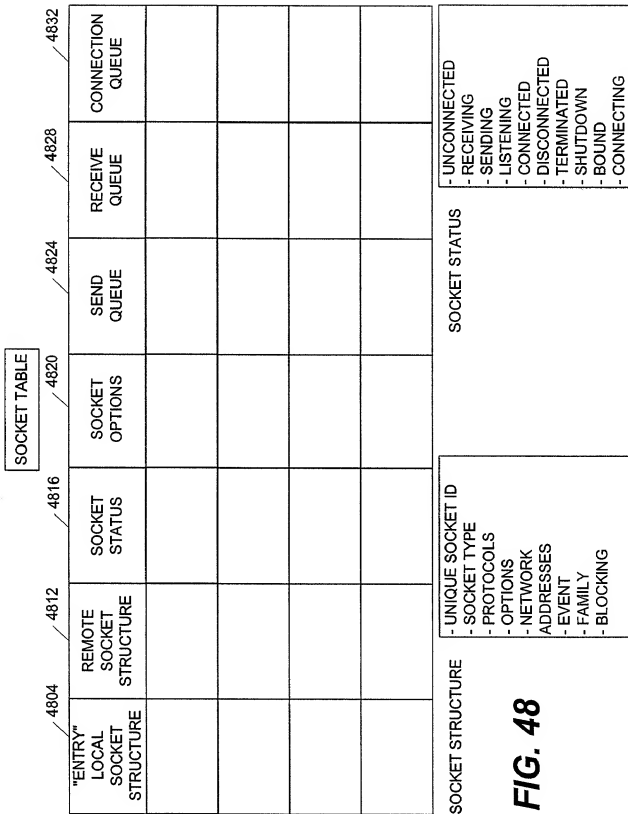 SOCKET TABLE
4804
4812
4816
4820
4824
4828
4832
"ENTRY"
LOCAL
SOCKET
STRUCTURE
REMOTE
SOCKET
STRUCTURE
SOCKET
STATUS
SOCKET
OPTIONS
SEND
QUEUE
RECEIVE
QUEUE
CONNECTION
QUEUE
SOCKET STRUCTURE
- UNIQUE SOCKET ID
- SOCKET TYPE
- PROTOCOLS
- OPTIONS
- NETWORK
ADDRESSES
- EVENT
- FAMILY
- BLOCKING
SOCKET STATUS
- UNCONNECTED
- RECEIVING
- SENDING
- LISTENING
- CONNECTED
- DISCONNECTED
- TERMINATED
- SHUTDOWN
- BOUND
- CONNECTING
FIG. 48